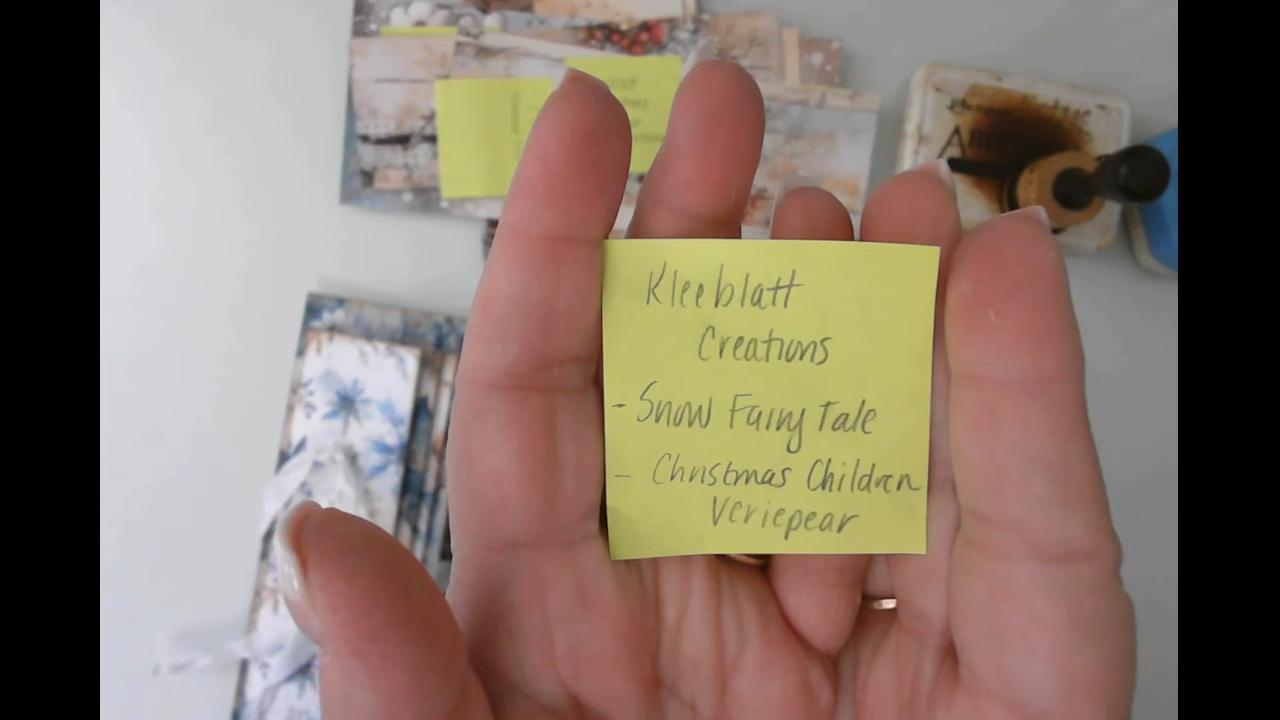 Kleeblatt
Creations
- Snow Fairy Tale
- Christmas Children
Veriepear